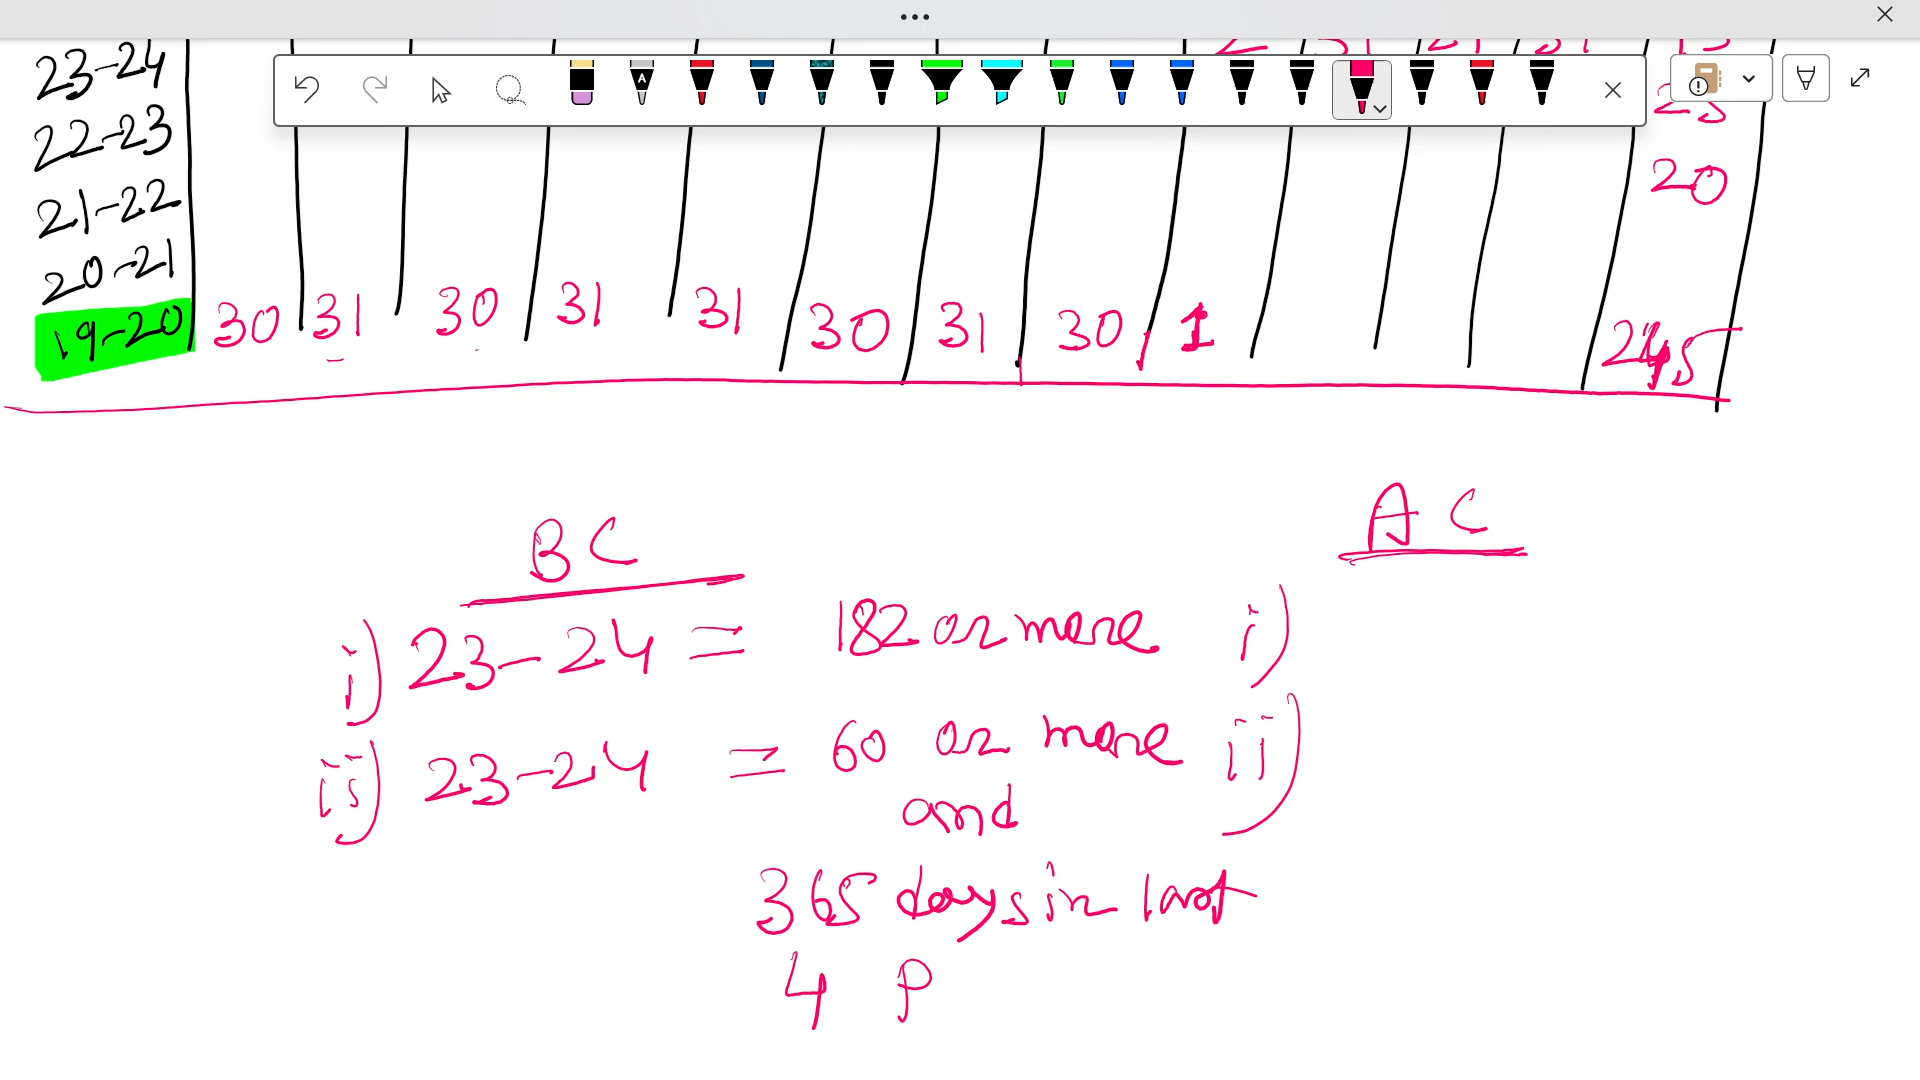 23-24
22-23 20
21-22
20-21
19-20 30 31 30 31 31 30 31 30 1 245
BC AC
i) 23-24 = 182 or more i)
ii) 23-24 = 60 or more ii)
and
365 days in last
4 P